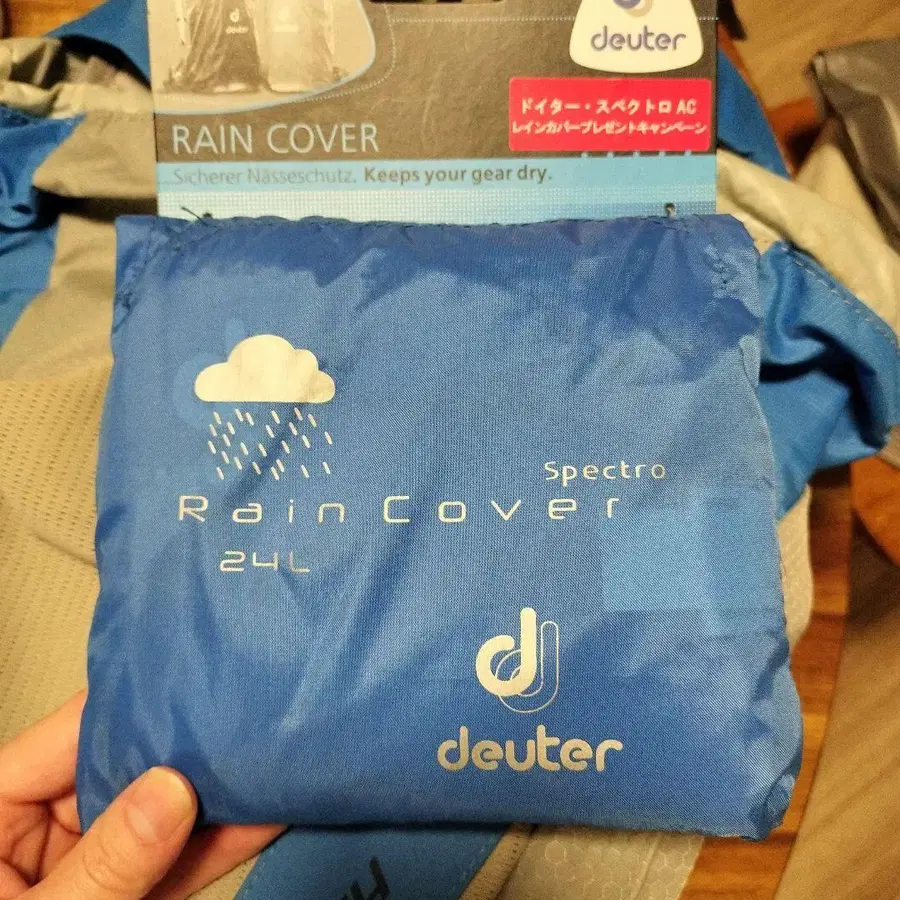 deuter
ドイター・スペクトロ AC
レインカバープレゼントキャンペーン
RAIN COVER
Sicherer Nässeschutz. Keeps your gear dry.
Spectro
Rain Cover
24L
deuter